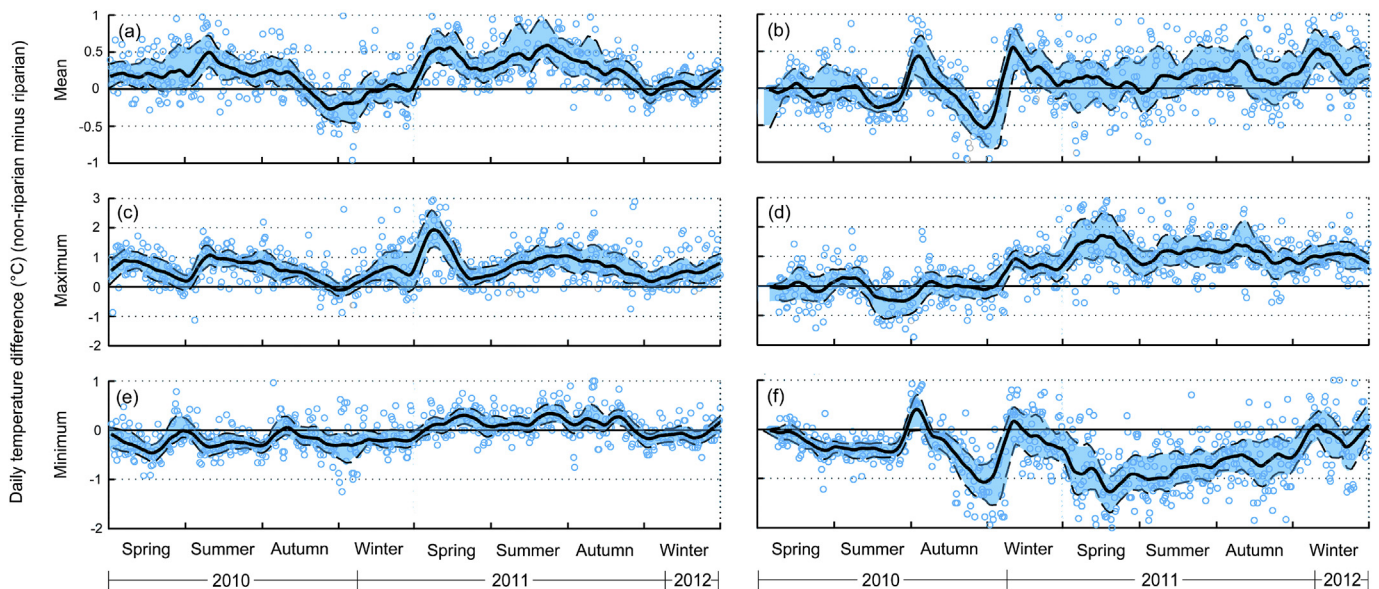 Daily temperature difference (°C) (non-riparian minus riparian)
Mean
1
0.5
0
-0.5
-1
(a)
(b)
Maximum
3
2
1
0
-1
-2
(c)
(d)
Minimum
1
0
-1
-2
(e)
(f)
Spring Summer Autumn Winter Spring Summer Autumn Winter
2010 2011 2012
Spring Summer Autumn Winter Spring Summer Autumn Winter
2010 2011 2012